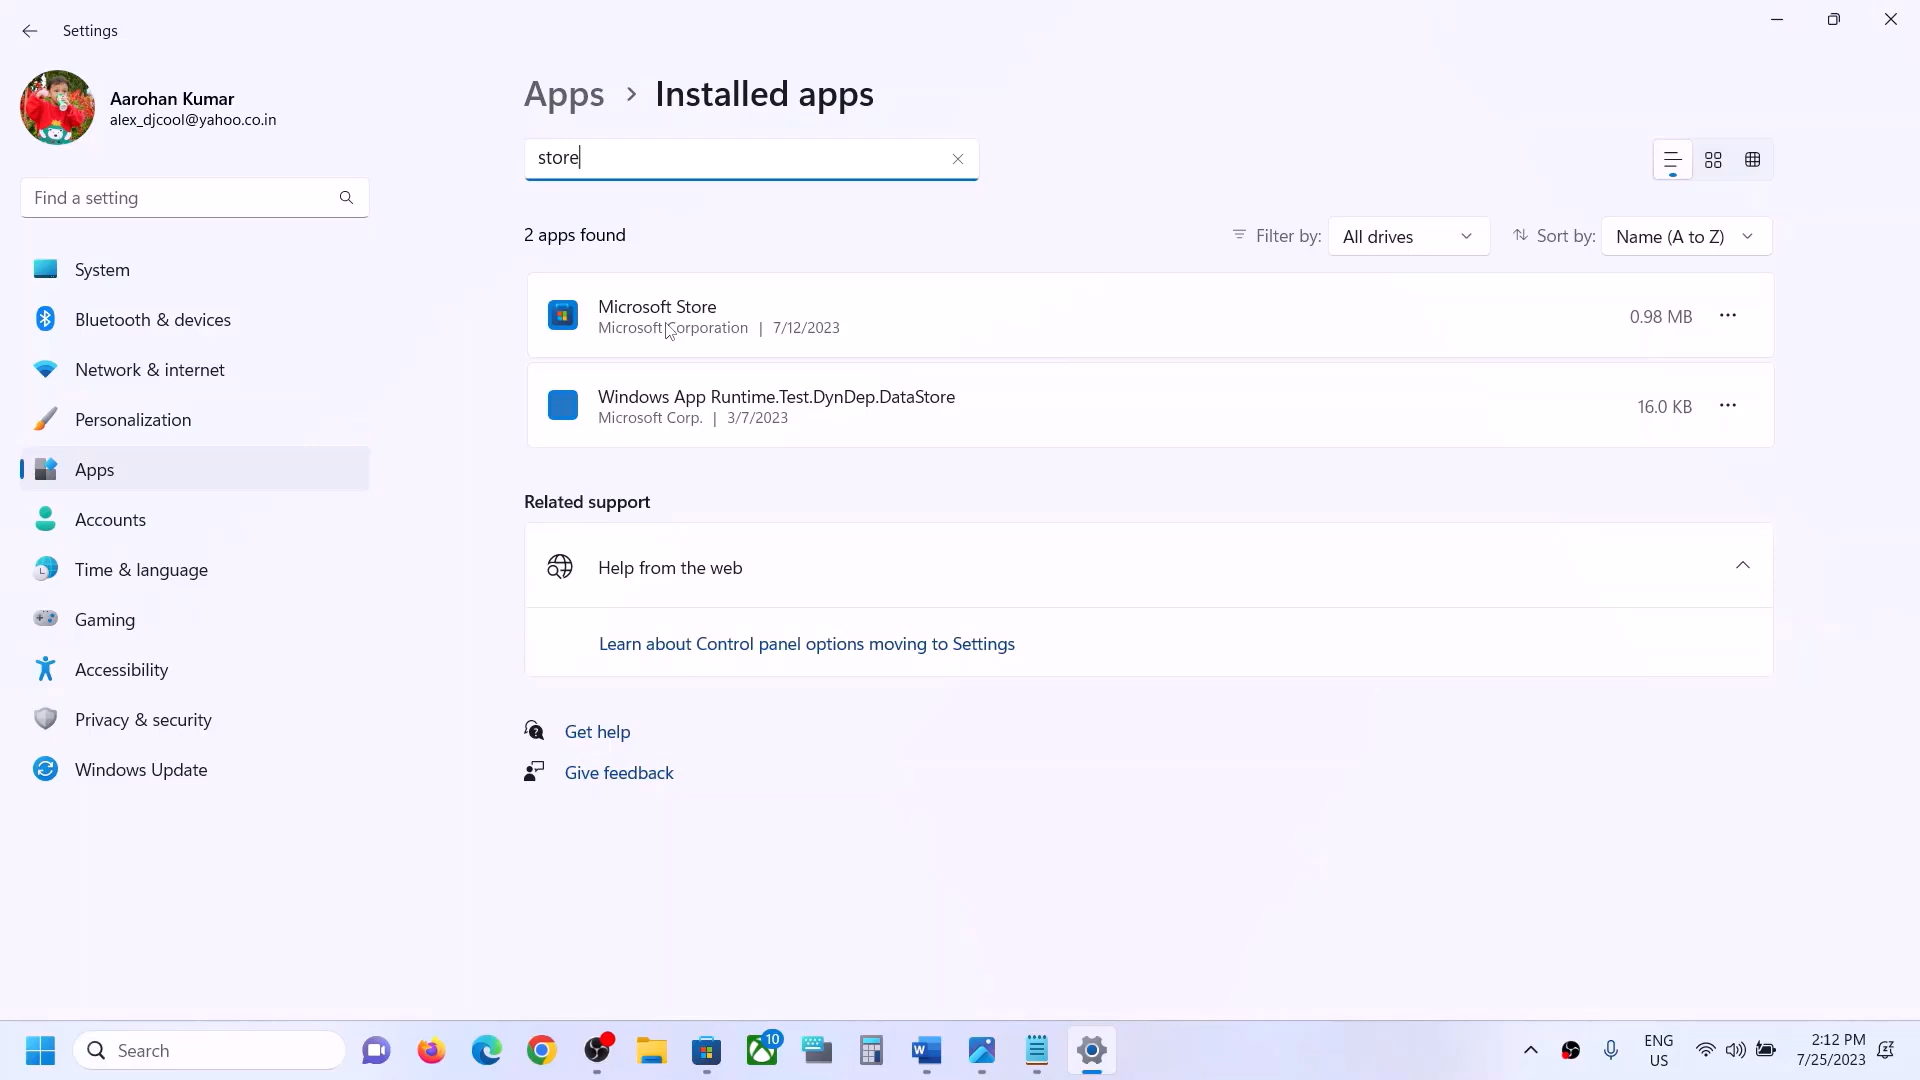 Settings
Aarohan Kumar
alex_djcool@yahoo.co.in
Find a setting
System
Bluetooth & devices
Network & internet
Personalization
Apps
Accounts
Time & language
Gaming
Accessibility
Privacy & security
Windows Update
Apps > Installed apps
store
2 apps found
Filter by: All drives
Sort by: Name (A to Z)
Microsoft Store
Microsoft Corporation | 7/12/2023
0.98 MB
Windows App Runtime.Test.DynDep.DataStore
Microsoft Corp. | 3/7/2023
16.0 KB
Related support
Help from the web
Learn about Control panel options moving to Settings
Get help
Give feedback
Search
10
ENG
US
2:12 PM
7/25/2023